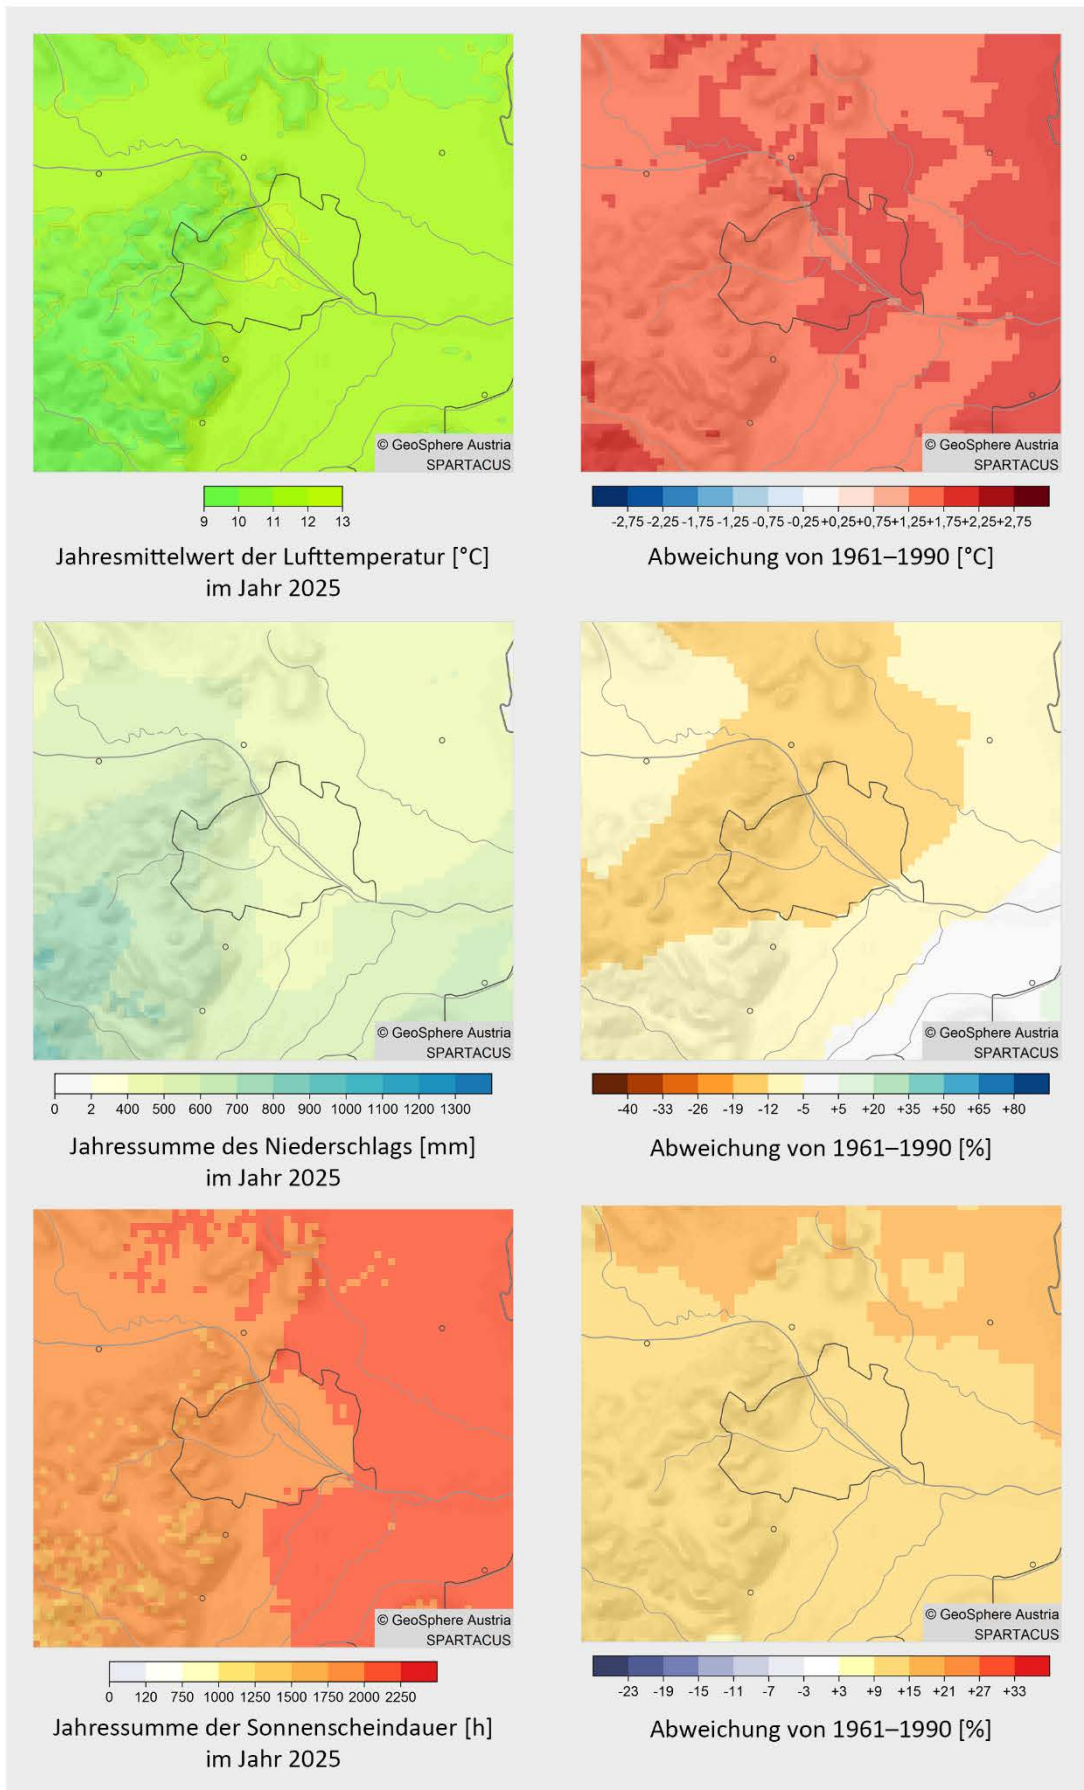 © GeoSphere Austria
SPARTACUS
© GeoSphere Austria
SPARTACUS
9 10 11 12 13
-2,75 -2,25 -1,75 -1,25 -0,75 -0,25 +0,25 +0,75 +1,25 +1,75 +2,25 +2,75
Jahresmittelwert der Lufttemperatur [°C]
im Jahr 2025
Abweichung von 1961–1990 [°C]
© GeoSphere Austria
SPARTACUS
© GeoSphere Austria
SPARTACUS
0 2 400 500 600 700 800 900 1000 1100 1200 1300
-40 -33 -26 -19 -12 -5 +5 +20 +35 +50 +65 +80
Jahressumme des Niederschlags [mm]
im Jahr 2025
Abweichung von 1961–1990 [%]
© GeoSphere Austria
SPARTACUS
© GeoSphere Austria
SPARTACUS
0 120 750 1000 1250 1500 1750 2000 2250
-23 -19 -15 -11 -7 -3 +3 +9 +15 +21 +27 +33
Jahressumme der Sonnenscheindauer [h]
im Jahr 2025
Abweichung von 1961–1990 [%]